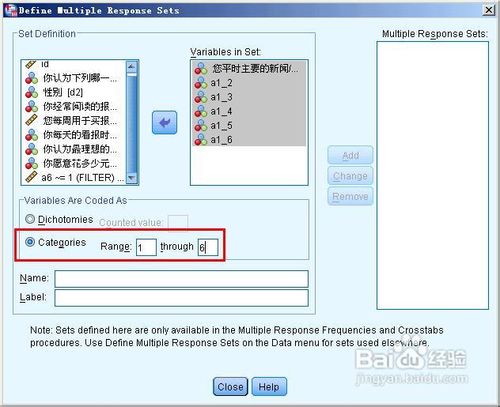 Define Multiple Response Sets
Set Definition
Variables in Set:
Multiple Response Sets:
id
你认为下列哪一...
性别 [d2]
你经常阅读的报...
您每周用于买报...
你每天的看报时...
你认为最理想的...
你愿意花多少元...
a6 ~= 1 (FILTER) ...
您平时主要的新闻/...
a1_2
a1_3
a1_4
a1_5
a1_6
Add
Change
Remove
Variables Are Coded As
Dichotomies Counted value:
Categories Range: 1 through 6
Name:
Label:
Note: Sets defined here are only available in the Multiple Response Frequencies and Crosstabs
procedures. Use Define Multiple Response Sets on the Data menu for sets used elsewhere.
Close Help
Bai du 经验
jingyan.baidu.com